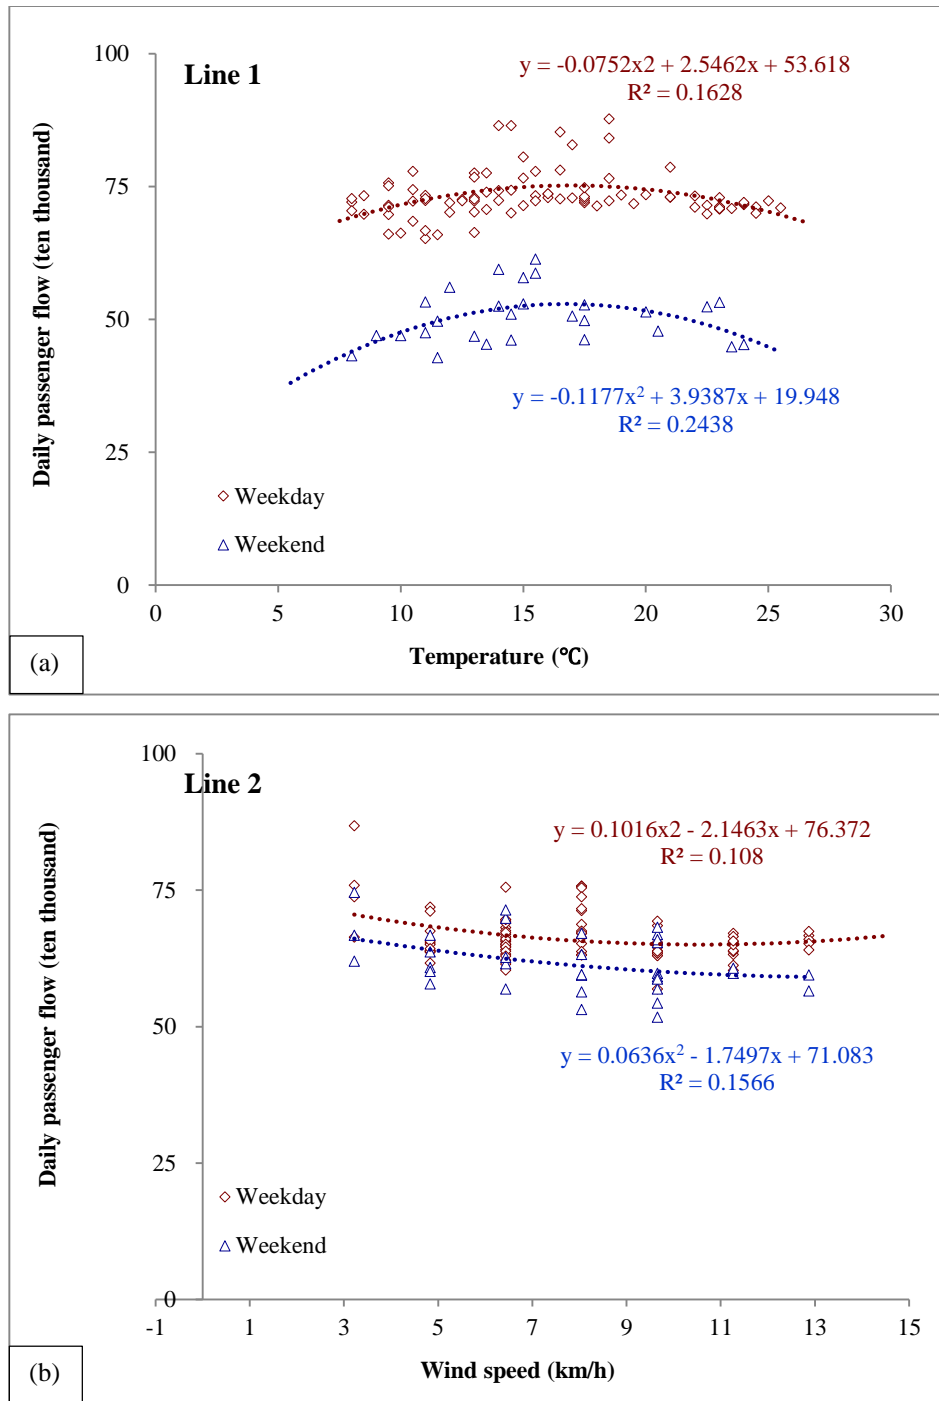 Line 1
y = -0.0752x2 + 2.5462x + 53.618
R² = 0.1628
100
75
50
25
0
Daily passenger flow (ten thousand)
y = -0.1177x² + 3.9387x + 19.948
R² = 0.2438
Weekday
Weekend
0 5 10 15 20 25 30
Temperature (℃)
(a)
Line 2
y = 0.1016x2 - 2.1463x + 76.372
R² = 0.108
100
75
50
25
0
Daily passenger flow (ten thousand)
y = 0.0636x² - 1.7497x + 71.083
R² = 0.1566
Weekday
Weekend
-1 1 3 5 7 9 11 13 15
Wind speed (km/h)
(b)